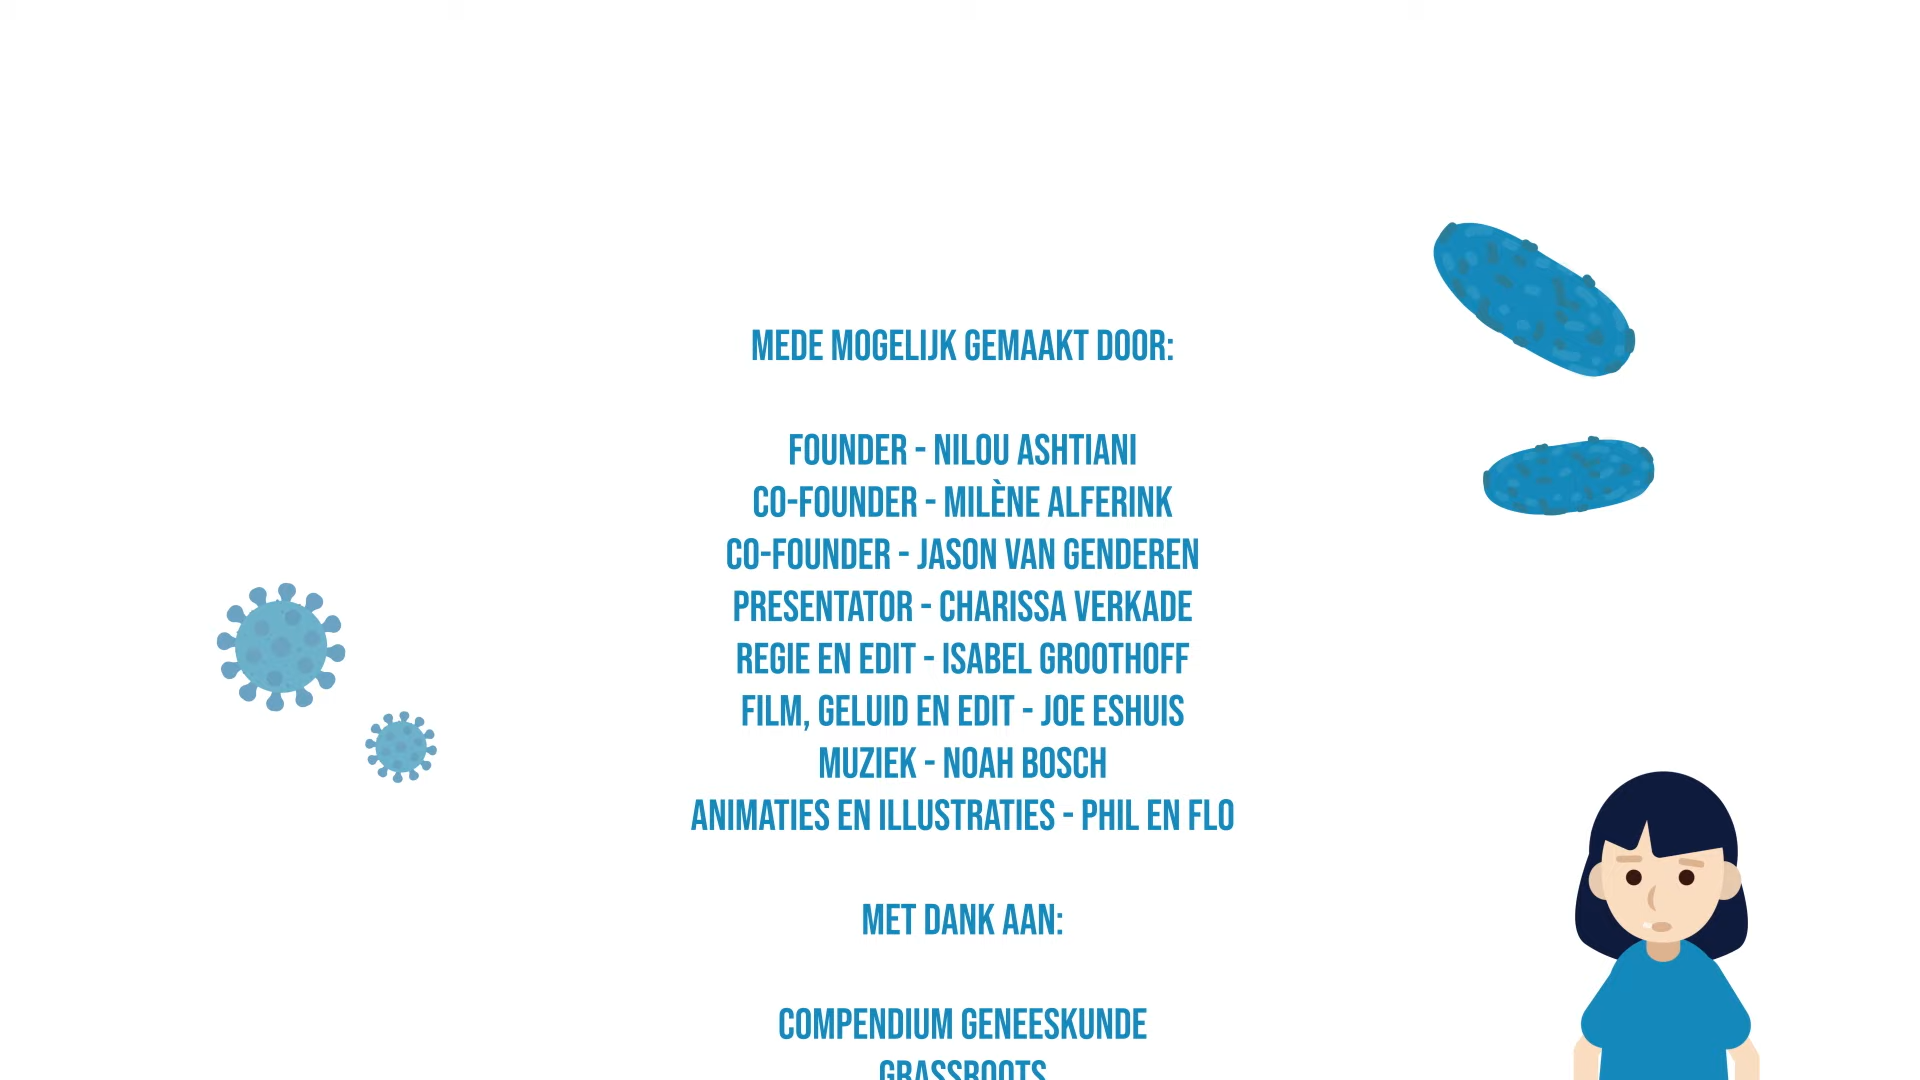 MEDE MOGELIJK GEMAAKT DOOR:
FOUNDER - NILOU ASHTIANI
CO-FOUNDER - MILÈNE ALFERINK
CO-FOUNDER - JASON VAN GENDEREN
PRESENTATOR - CHARISSA VERKADE
REGIE EN EDIT - ISABEL GROOTHOFF
FILM, GELUID EN EDIT - JOE ESHUIS
MUZIEK - NOAH BOSCH
ANIMATIES EN ILLUSTRATIES - PHIL EN FLO
MET DANK AAN:
COMPENDIUM GENEESKUNDE
GRASSROOTS